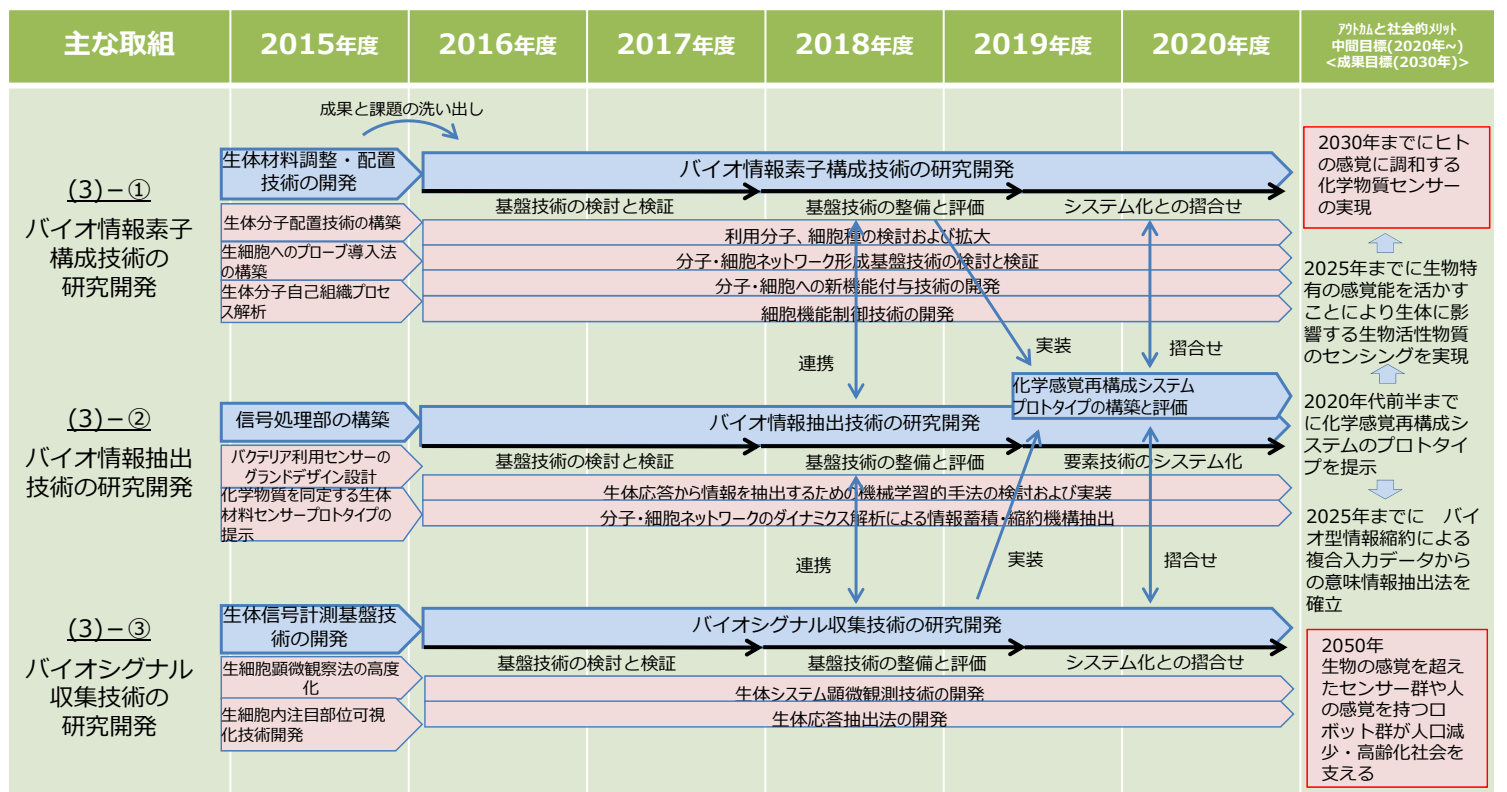 主な取組
2015年度
2016年度
2017年度
2018年度
2019年度
2020年度
ｱｳﾄｶﾑと社会的ﾒﾘｯﾄ
中間目標(2020年~)
<成果目標(2030年)>
成果と課題の洗い出し
(3)－①
バイオ情報素子
構成技術の
研究開発
生体材料調整・配置
技術の開発
バイオ情報素子構成技術の研究開発
基盤技術の検討と検証
基盤技術の整備と評価
システム化との摺合せ
生体分子配置技術の構築
生細胞へのプローブ導入法
の構築
生体分子自己組織プロセ
ス解析
利用分子、細胞種の検討および拡大
分子・細胞ネットワーク形成基盤技術の検討と検証
分子・細胞への新機能付与技術の開発
細胞機能制御技術の開発
連携
実装
摺合せ
化学感覚再構成システム
プロトタイプの構築と評価
(3)－②
バイオ情報抽出
技術の研究開発
信号処理部の構築
バイオ情報抽出技術の研究開発
基盤技術の検討と検証
基盤技術の整備と評価
要素技術のシステム化
バクテリア利用センサーの
グランドデザイン設計
化学物質を同定する生体
材料センサープロトタイプの
提示
生体応答から情報を抽出するための機械学習的手法の検討および実装
分子・細胞ネットワークのダイナミクス解析による情報蓄積・縮約機構抽出
連携
実装
摺合せ
(3)－③
バイオシグナル
収集技術の
研究開発
生体信号計測基盤技
術の開発
バイオシグナル収集技術の研究開発
基盤技術の検討と検証
基盤技術の整備と評価
システム化との摺合せ
生細胞顕微観察法の高度
化
生細胞内注目部位可視
化技術開発
生体システム顕微観測技術の開発
生体応答抽出法の開発
2030年までにヒト
の感覚に調和する
化学物質センサー
の実現
2025年までに生物特
有の感覚能を活かす
ことにより生体に影
響する生物活性物質
のセンシングを実現
2020年代前半まで
に化学感覚再構成シ
ステムのプロトタイ
プを提示
2025年までに　バイ
オ型情報縮約による
複合入力データから
の意味情報抽出法を
確立
2050年
生物の感覚を超え
たセンサー群や人
の感覚を持つロ
ボット群が人口減
少・高齢化社会を
支える